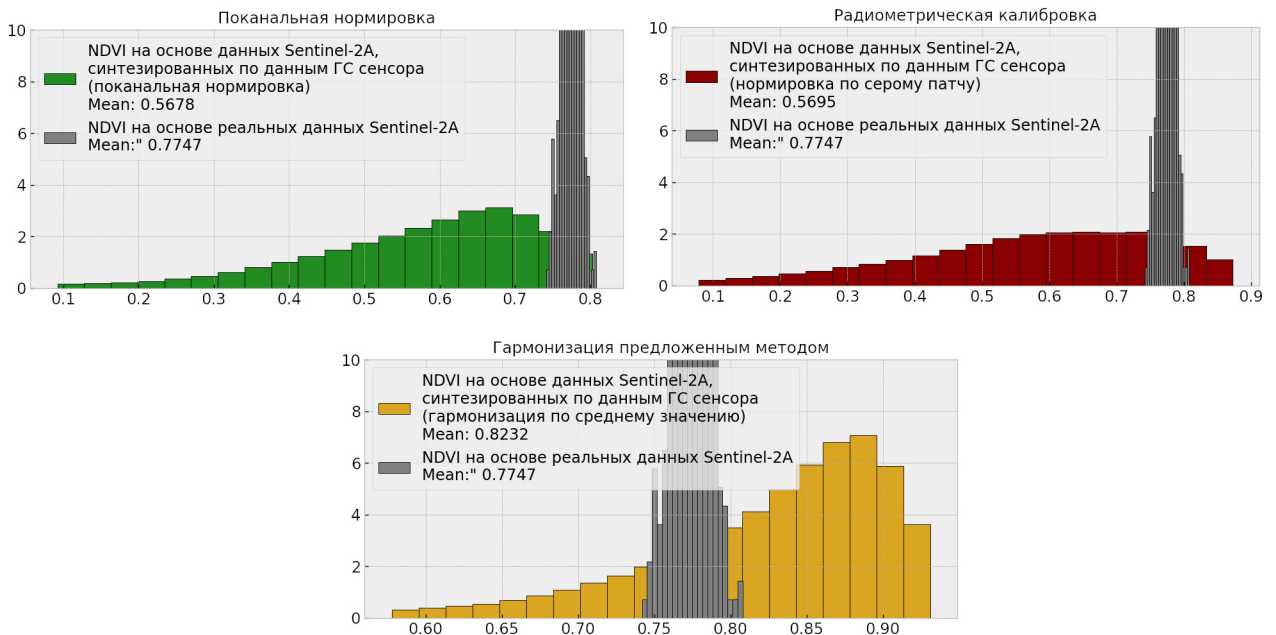 Поканальная нормировка
10
8
6
4
2
0
NDVI на основе данных Sentinel-2A,
синтезированных по данным ГС сенсора
(поканальная нормировка)
Mean: 0.5678
NDVI на основе реальных данных Sentinel-2A
Mean:" 0.7747
0.1 0.2 0.3 0.4 0.5 0.6 0.7 0.8
Радиометрическая калибровка
10
8
6
4
2
0
NDVI на основе данных Sentinel-2A,
синтезированных по данным ГС сенсора
(нормировка по серому патчу)
Mean: 0.5695
NDVI на основе реальных данных Sentinel-2A
Mean:" 0.7747
0.1 0.2 0.3 0.4 0.5 0.6 0.7 0.8 0.9
Гармонизация предложенным методом
10
8
6
4
2
0
NDVI на основе данных Sentinel-2A,
синтезированных по данным ГС сенсора
(гармонизация по среднему значению)
Mean: 0.8232
NDVI на основе реальных данных Sentinel-2A
Mean:" 0.7747
0.60 0.65 0.70 0.75 0.80 0.85 0.90